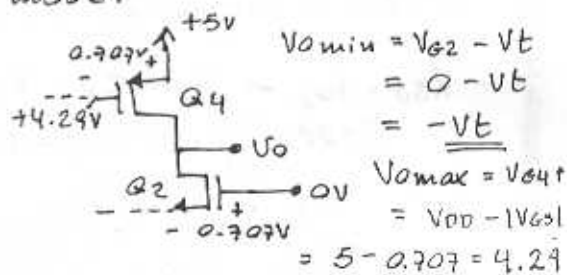 +5V
0.707V +
-
+4.29V
Q4
Vo
Q2
0V
+
- 0.707V
Vomin = VG2 - Vt
= 0 - Vt
= -Vt
Vomax = VG4 +
= VDD - |VGS|
= 5 - 0.707 = 4.29